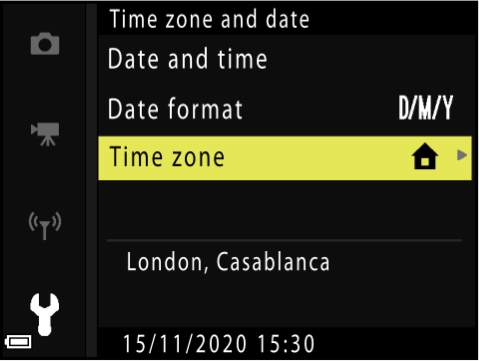 Time zone and date
Date and time
Date format D/M/Y
Time zone
London, Casablanca
15/11/2020 15:30